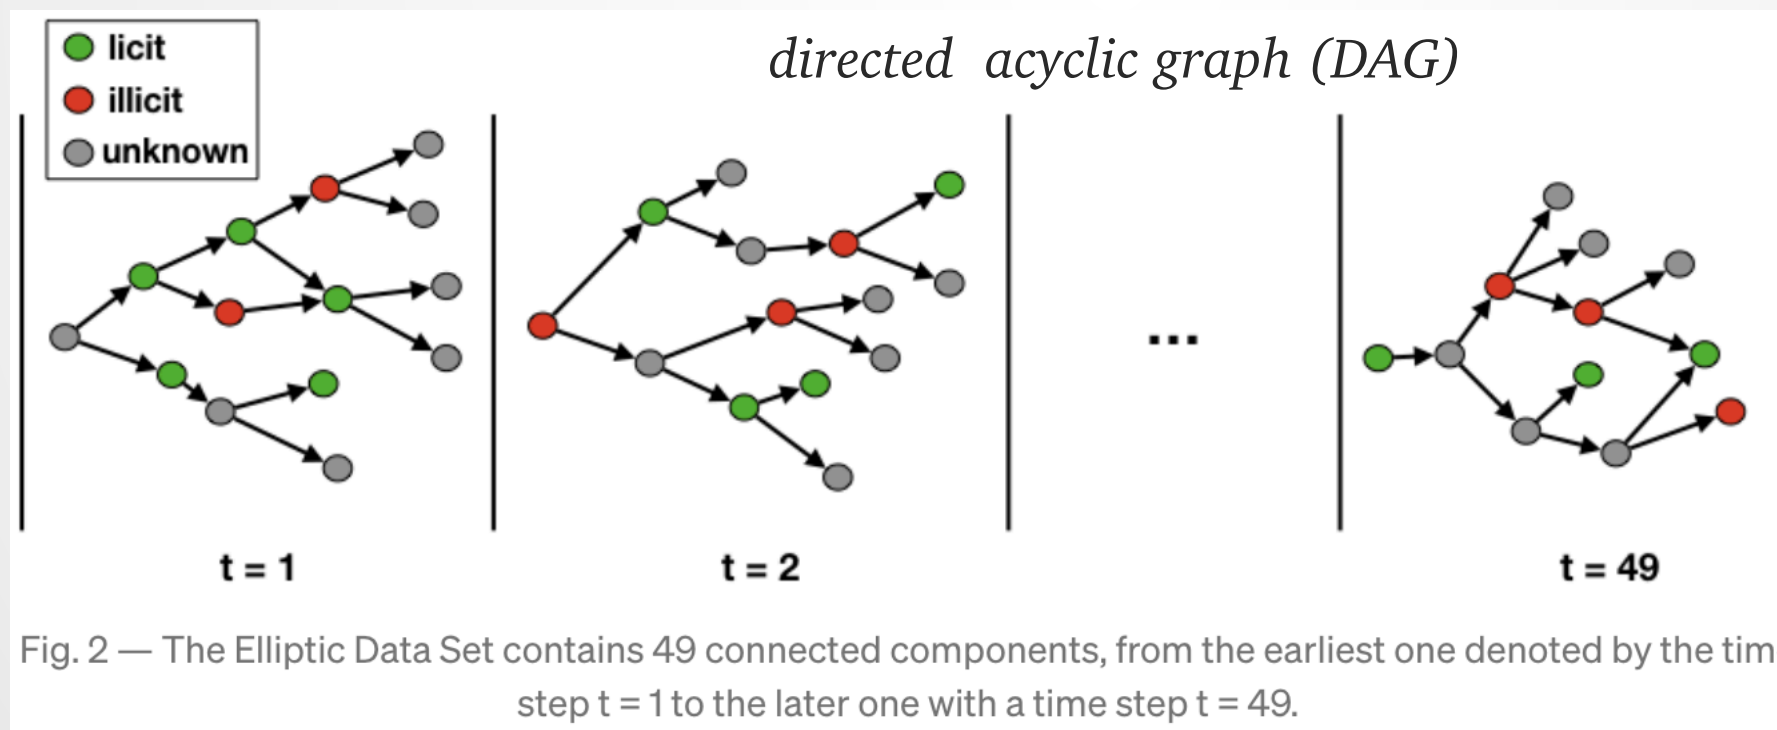 licit
illicit
unknown
directed acyclic graph (DAG)
...
t = 1
t = 2
t = 49
Fig. 2 — The Elliptic Data Set contains 49 connected components, from the earliest one denoted by the tim
step t = 1 to the later one with a time step t = 49.